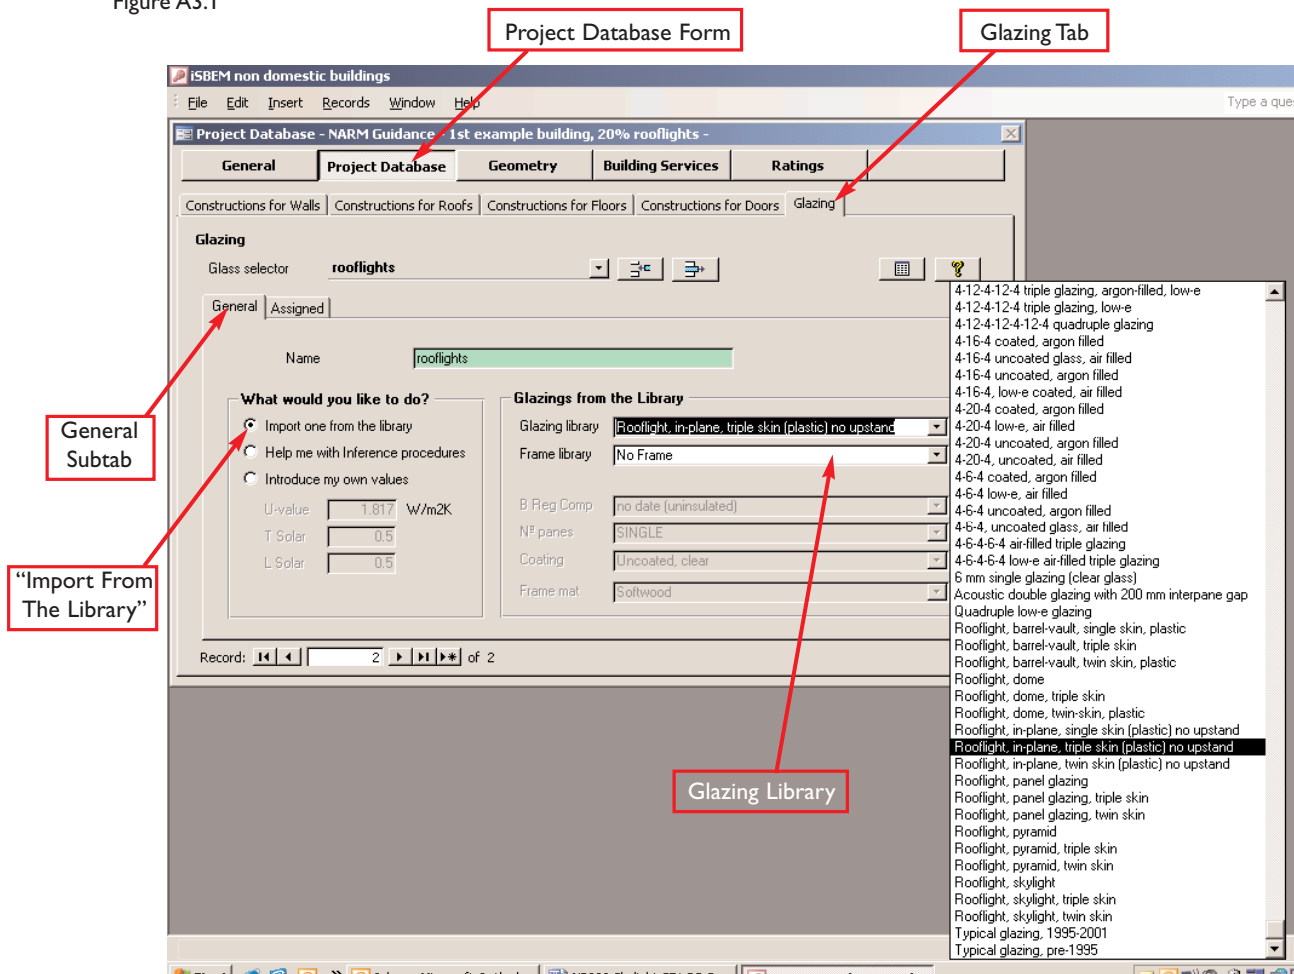 Figure A3.1
Project Database Form
Glazing Tab
iSBEM non domestic buildings
File Edit Insert Records Window Help
Type a ques
Project Database - NARM Guidance - 1st example building, 20% rooflights -
General Project Database Geometry Building Services Ratings
Constructions for Walls Constructions for Roofs Constructions for Floors Constructions for Doors Glazing
Glazing
Glass selector rooflights
General Assigned
Name rooflights
What would you like to do?
Import one from the library
Help me with Inference procedures
Introduce my own values
U-value 1.817 W/m2K
T Solar 0.5
L Solar 0.5
Glazings from the Library
Glazing library Rooflight, in-plane, triple skin (plastic) no upstand
Frame library No Frame
B Reg Comp no date (uninsulated)
Nº panes SINGLE
Coating Uncoated, clear
Frame mat Softwood
Record: 2 of 2
General
Subtab
“Import From
The Library”
Glazing Library
4-12-4-12-4 triple glazing, argon-filled, low-e
4-12-4-12-4 triple glazing, low-e
4-12-4-12-4-12-4 quadruple glazing
4-16-4 coated, argon filled
4-16-4 uncoated glass, air filled
4-16-4 uncoated, argon filled
4-16-4, low-e coated, air filled
4-20-4 coated, argon filled
4-20-4 low-e, air filled
4-20-4 uncoated, argon filled
4-20-4, uncoated, air filled
4-6-4 coated, argon filled
4-6-4 low-e, air filled
4-6-4 uncoated, argon filled
4-6-4, uncoated glass, air filled
4-6-4-6-4 air-filled triple glazing
4-6-4-6-4 low-e air-filled triple glazing
6 mm single glazing (clear glass)
Acoustic double glazing with 200 mm interpane gap
Quadruple low-e glazing
Rooflight, barrel-vault, single skin, plastic
Rooflight, barrel-vault, triple skin
Rooflight, barrel-vault, twin skin, plastic
Rooflight, dome
Rooflight, dome, triple skin
Rooflight, dome, twin-skin, plastic
Rooflight, in-plane, single skin (plastic) no upstand
Rooflight, in-plane, triple skin (plastic) no upstand
Rooflight, in-plane, twin skin (plastic) no upstand
Rooflight, panel glazing
Rooflight, panel glazing, triple skin
Rooflight, panel glazing, twin skin
Rooflight, pyramid
Rooflight, pyramid, triple skin
Rooflight, pyramid, twin skin
Rooflight, skylight
Rooflight, skylight, triple skin
Rooflight, skylight, twin skin
Typical glazing, 1995-2001
Typical glazing, pre-1995